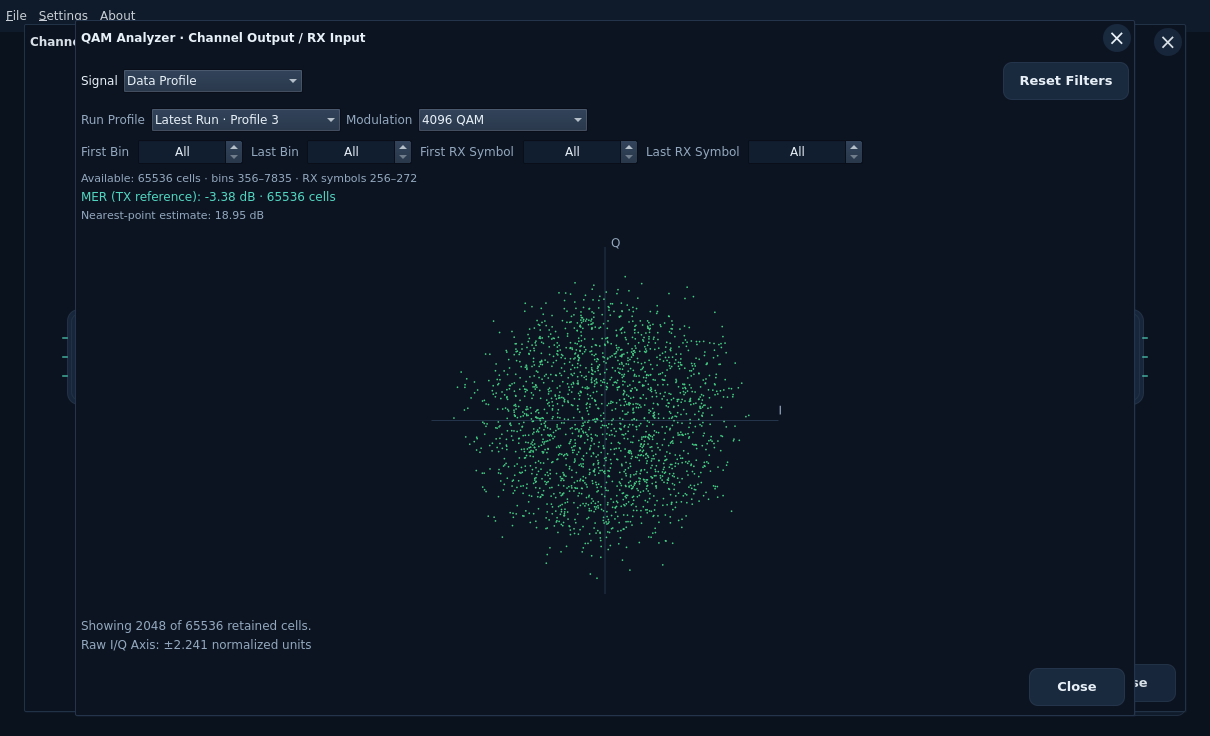 File Settings About
QAM Analyzer · Channel Output / RX Input
Signal Data Profile Reset Filters
Run Profile Latest Run · Profile 3 Modulation 4096 QAM
First Bin All Last Bin All First RX Symbol All Last RX Symbol All
Available: 65536 cells · bins 356–7835 · RX symbols 256–272
MER (TX reference): -3.38 dB · 65536 cells
Nearest-point estimate: 18.95 dB
Q
I
Showing 2048 of 65536 retained cells.
Raw I/Q Axis: ±2.241 normalized units
Close